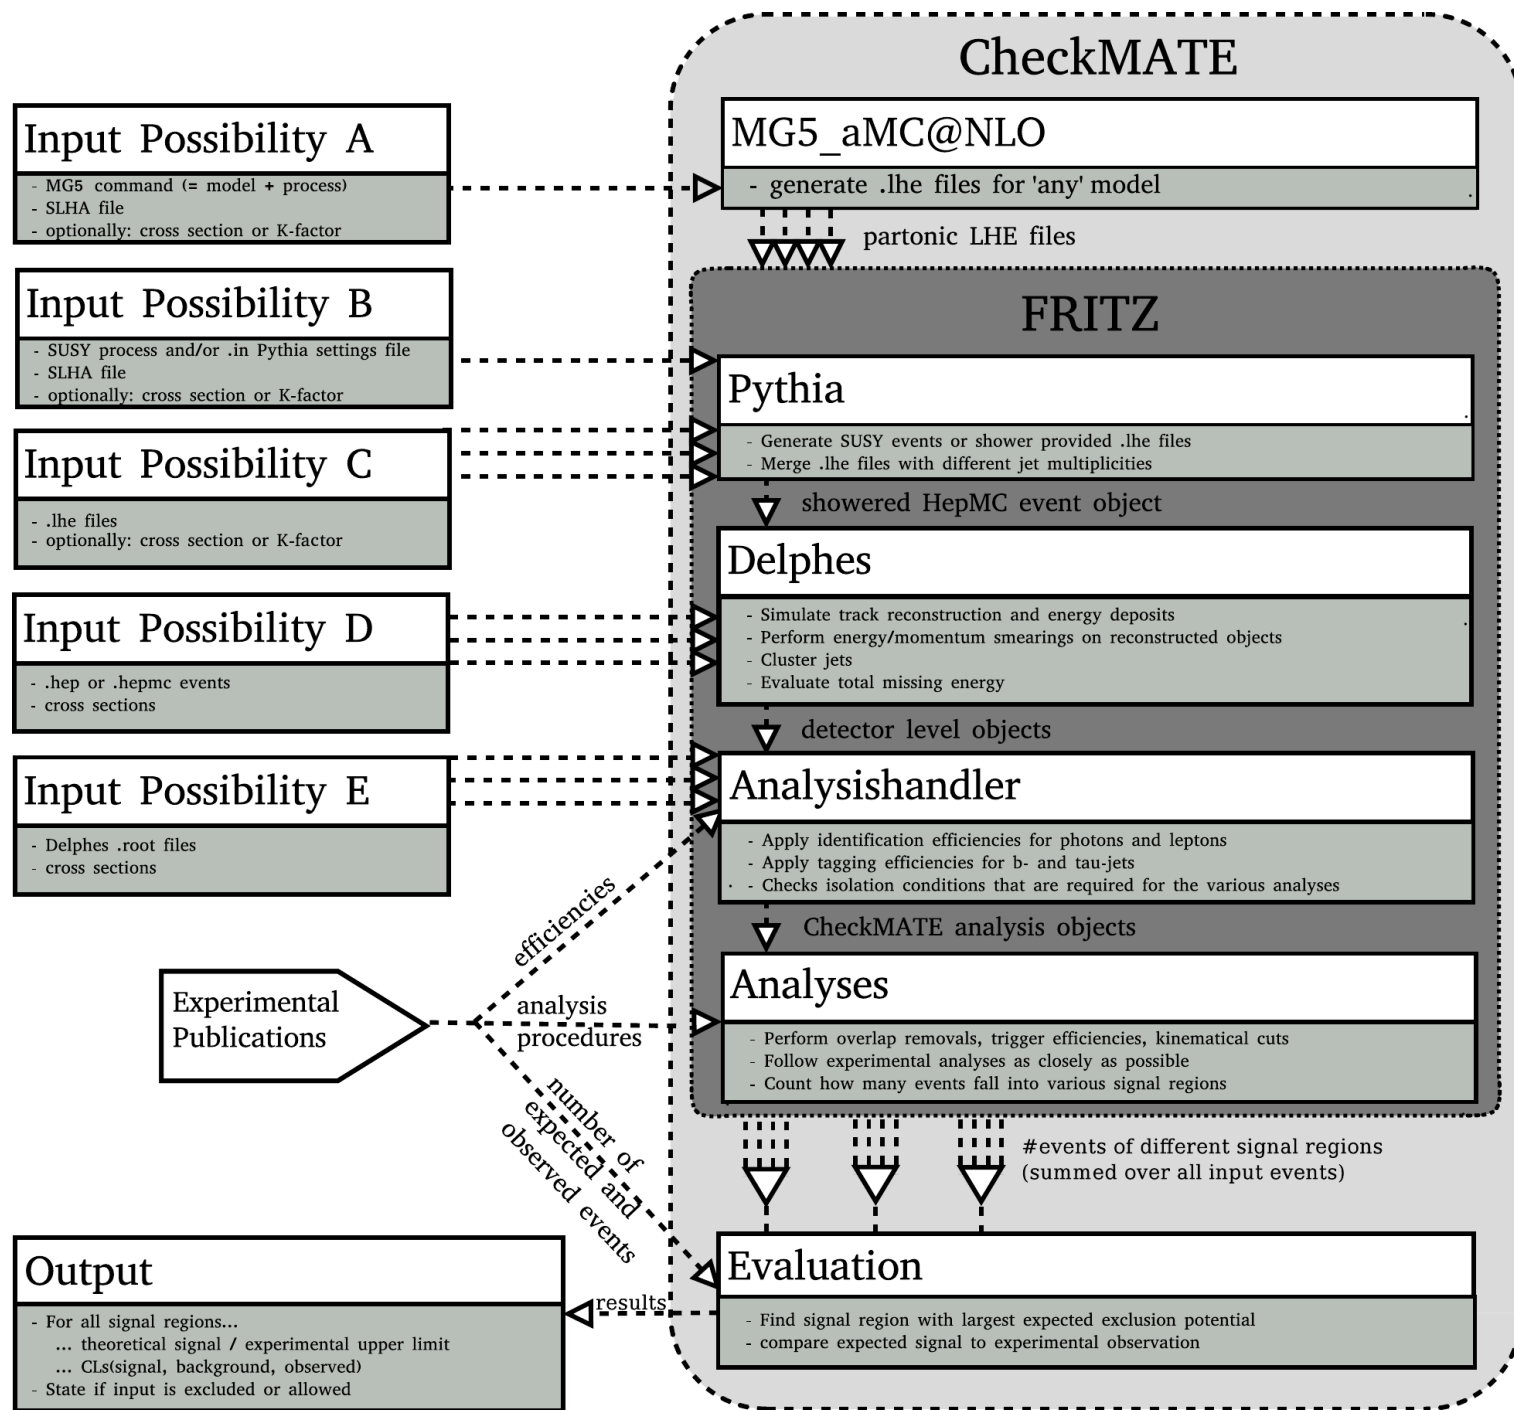 CheckMATE
Input Possibility A
- MG5 command (= model + process)
- SLHA file
- optionally: cross section or K-factor
MG5_aMC@NLO
- generate .lhe files for 'any' model
partonic LHE files
Input Possibility B
- SUSY process and/or .in Pythia settings file
- SLHA file
- optionally: cross section or K-factor
FRITZ
Pythia
- Generate SUSY events or shower provided .lhe files
- Merge .lhe files with different jet multiplicities
Input Possibility C
- .lhe files
- optionally: cross section or K-factor
showered HepMC event object
Delphes
- Simulate track reconstruction and energy deposits
- Perform energy/momentum smearings on reconstructed objects
- Cluster jets
- Evaluate total missing energy
Input Possibility D
- .hep or .hepmc events
- cross sections
detector level objects
Input Possibility E
- Delphes .root files
- cross sections
Analysishandler
- Apply identification efficiencies for photons and leptons
- Apply tagging efficiencies for b- and tau-jets
- Checks isolation conditions that are required for the various analyses
efficiencies
CheckMATE analysis objects
Experimental
Publications
analysis
procedures
Analyses
- Perform overlap removals, trigger efficiencies, kinematical cuts
- Follow experimental analyses as closely as possible
- Count how many events fall into various signal regions
number of
expected and
observed events
#events of different signal regions
(summed over all input events)
Evaluation
- Find signal region with largest expected exclusion potential
- compare expected signal to experimental observation
results
Output
- For all signal regions...
... theoretical signal / experimental upper limit
... CLs(signal, background, observed)
- State if input is excluded or allowed